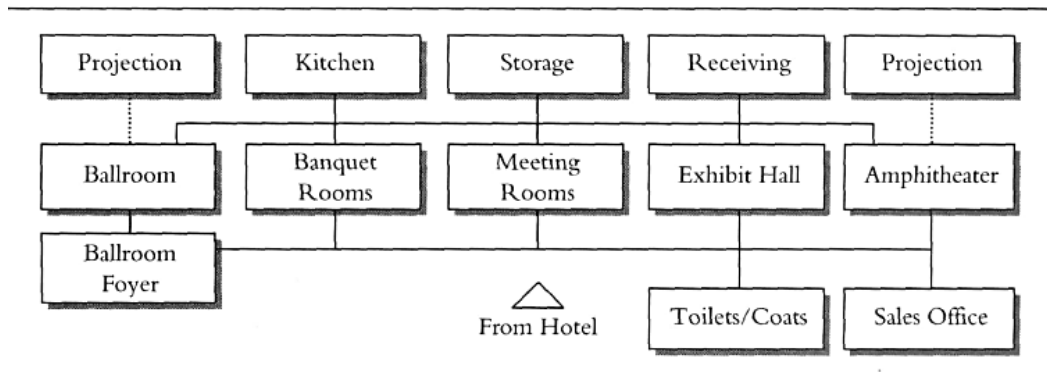 Projection
Kitchen
Storage
Receiving
Projection
Ballroom
Banquet
Rooms
Meeting
Rooms
Exhibit Hall
Amphitheater
Ballroom
Foyer
From Hotel
Toilets/Coats
Sales Office